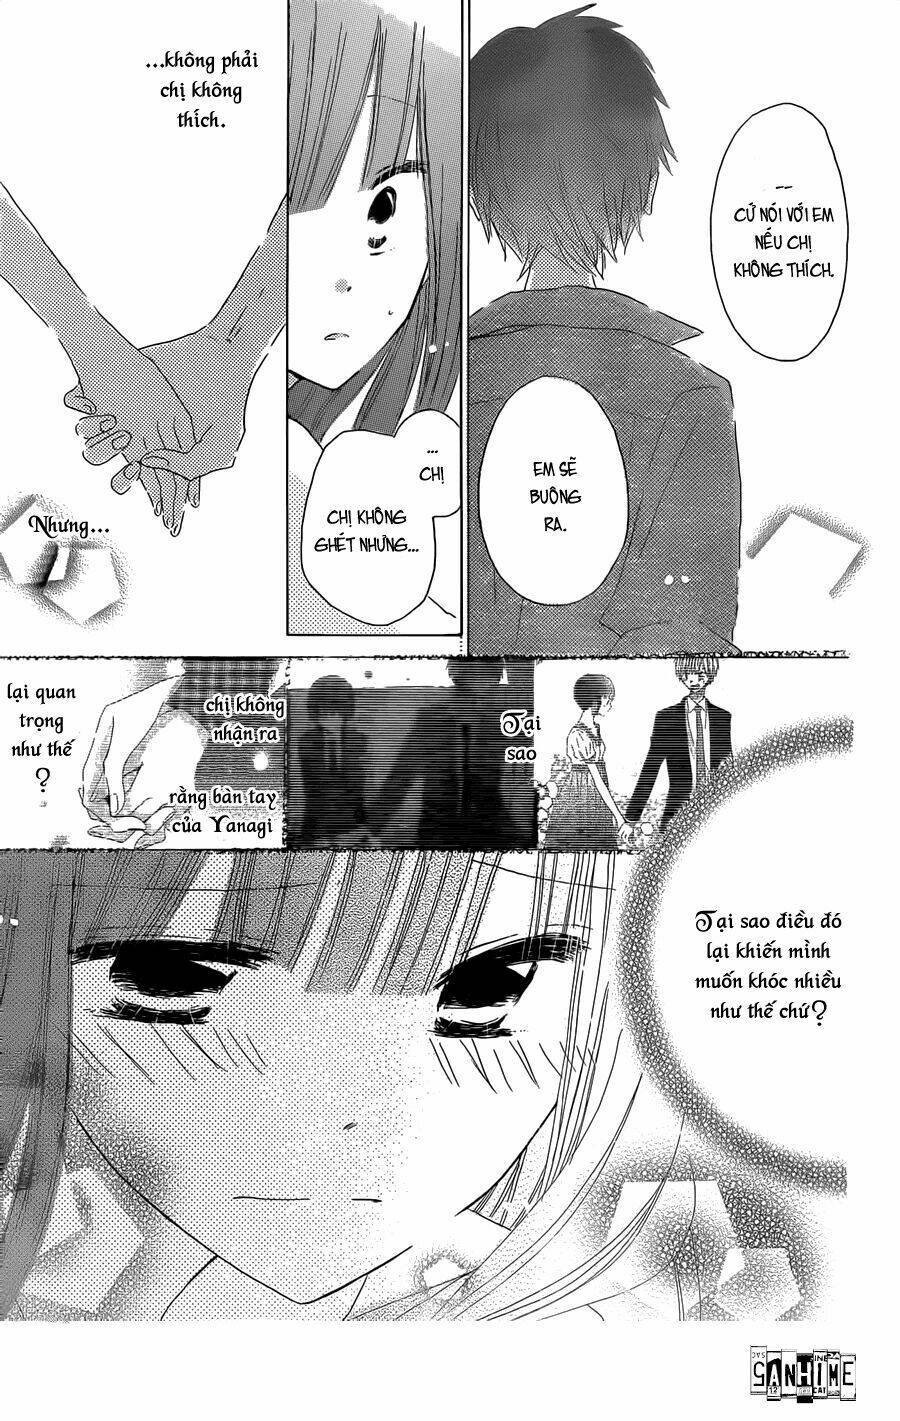 --
CỨ NÓI VỚI EM
NẾU CHỊ
KHÔNG THÍCH.
EM SẼ
BUÔNG
RA.
...
CHỊ
CHỊ KHÔNG
GHÉT NHƯNG...
...không phải
chị không
thích.
Nhưng...
Tại
sao
chị không
nhận ra
rằng bàn tay
của Yanagi
lại quan
trọng
như thế
?
Tại sao điều đó
lại khiến mình
muốn khóc nhiều
như thế chứ?
SANHIME